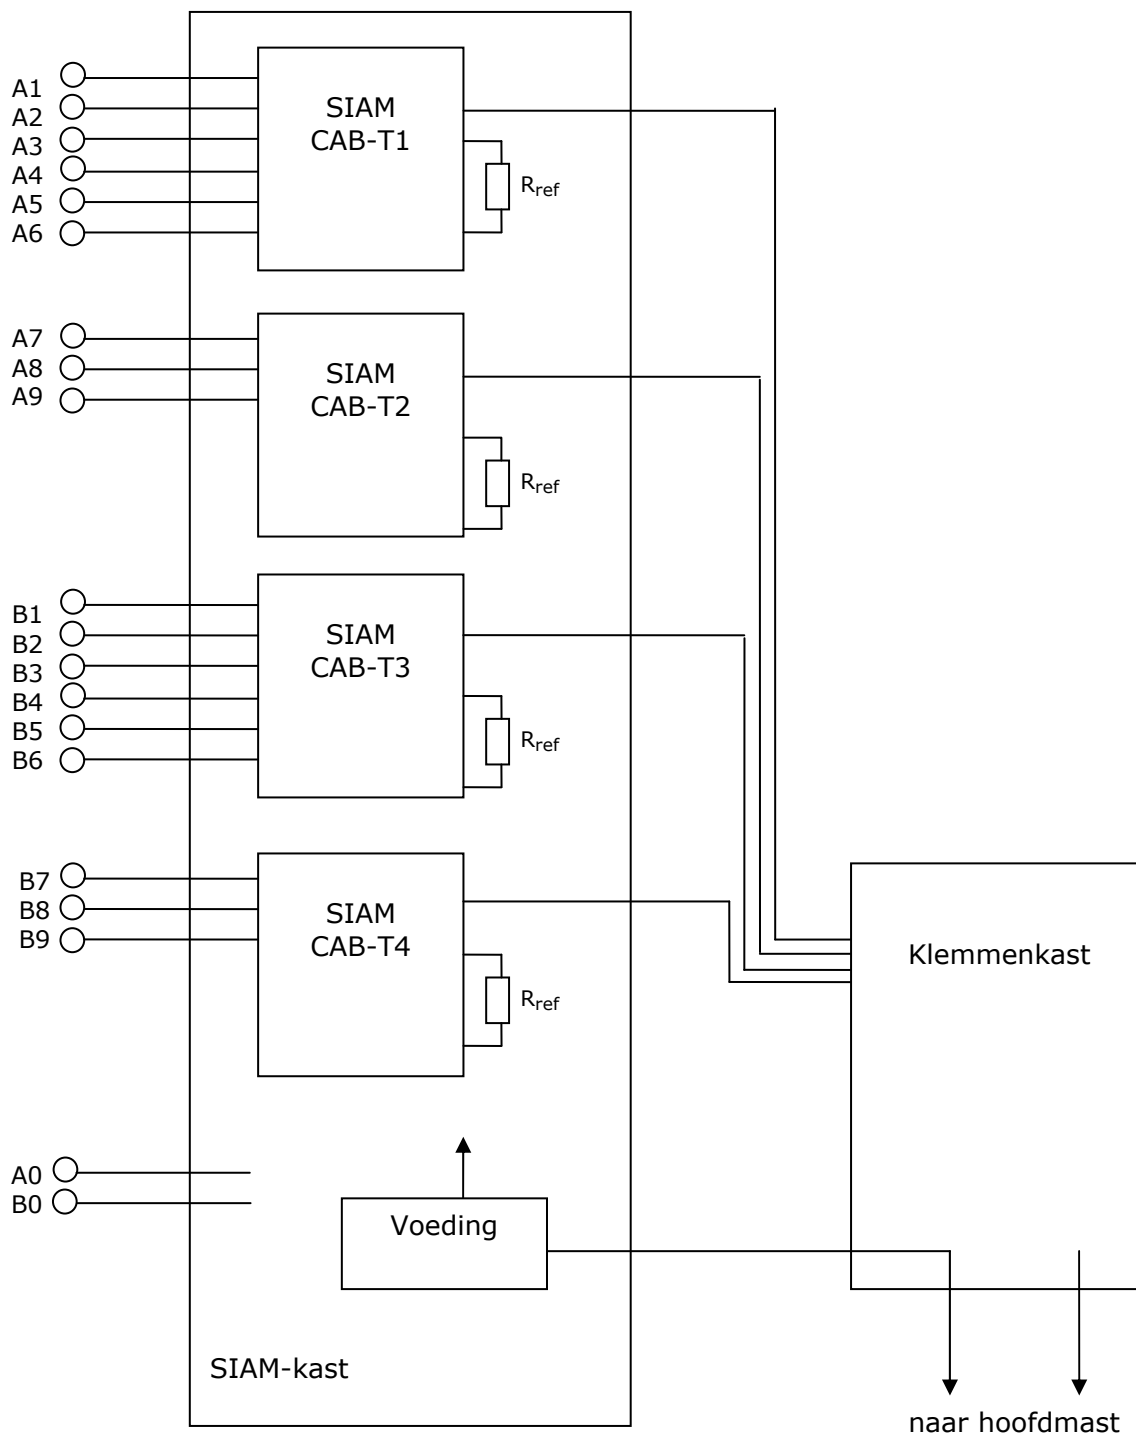 A1
A2
A3
A4
A5
A6
SIAM
CAB-T1
Rref
A7
A8
A9
SIAM
CAB-T2
Rref
B1
B2
B3
B4
B5
B6
SIAM
CAB-T3
Rref
B7
B8
B9
SIAM
CAB-T4
Rref
Klemmenkast
A0
B0
Voeding
SIAM-kast
naar hoofdmast